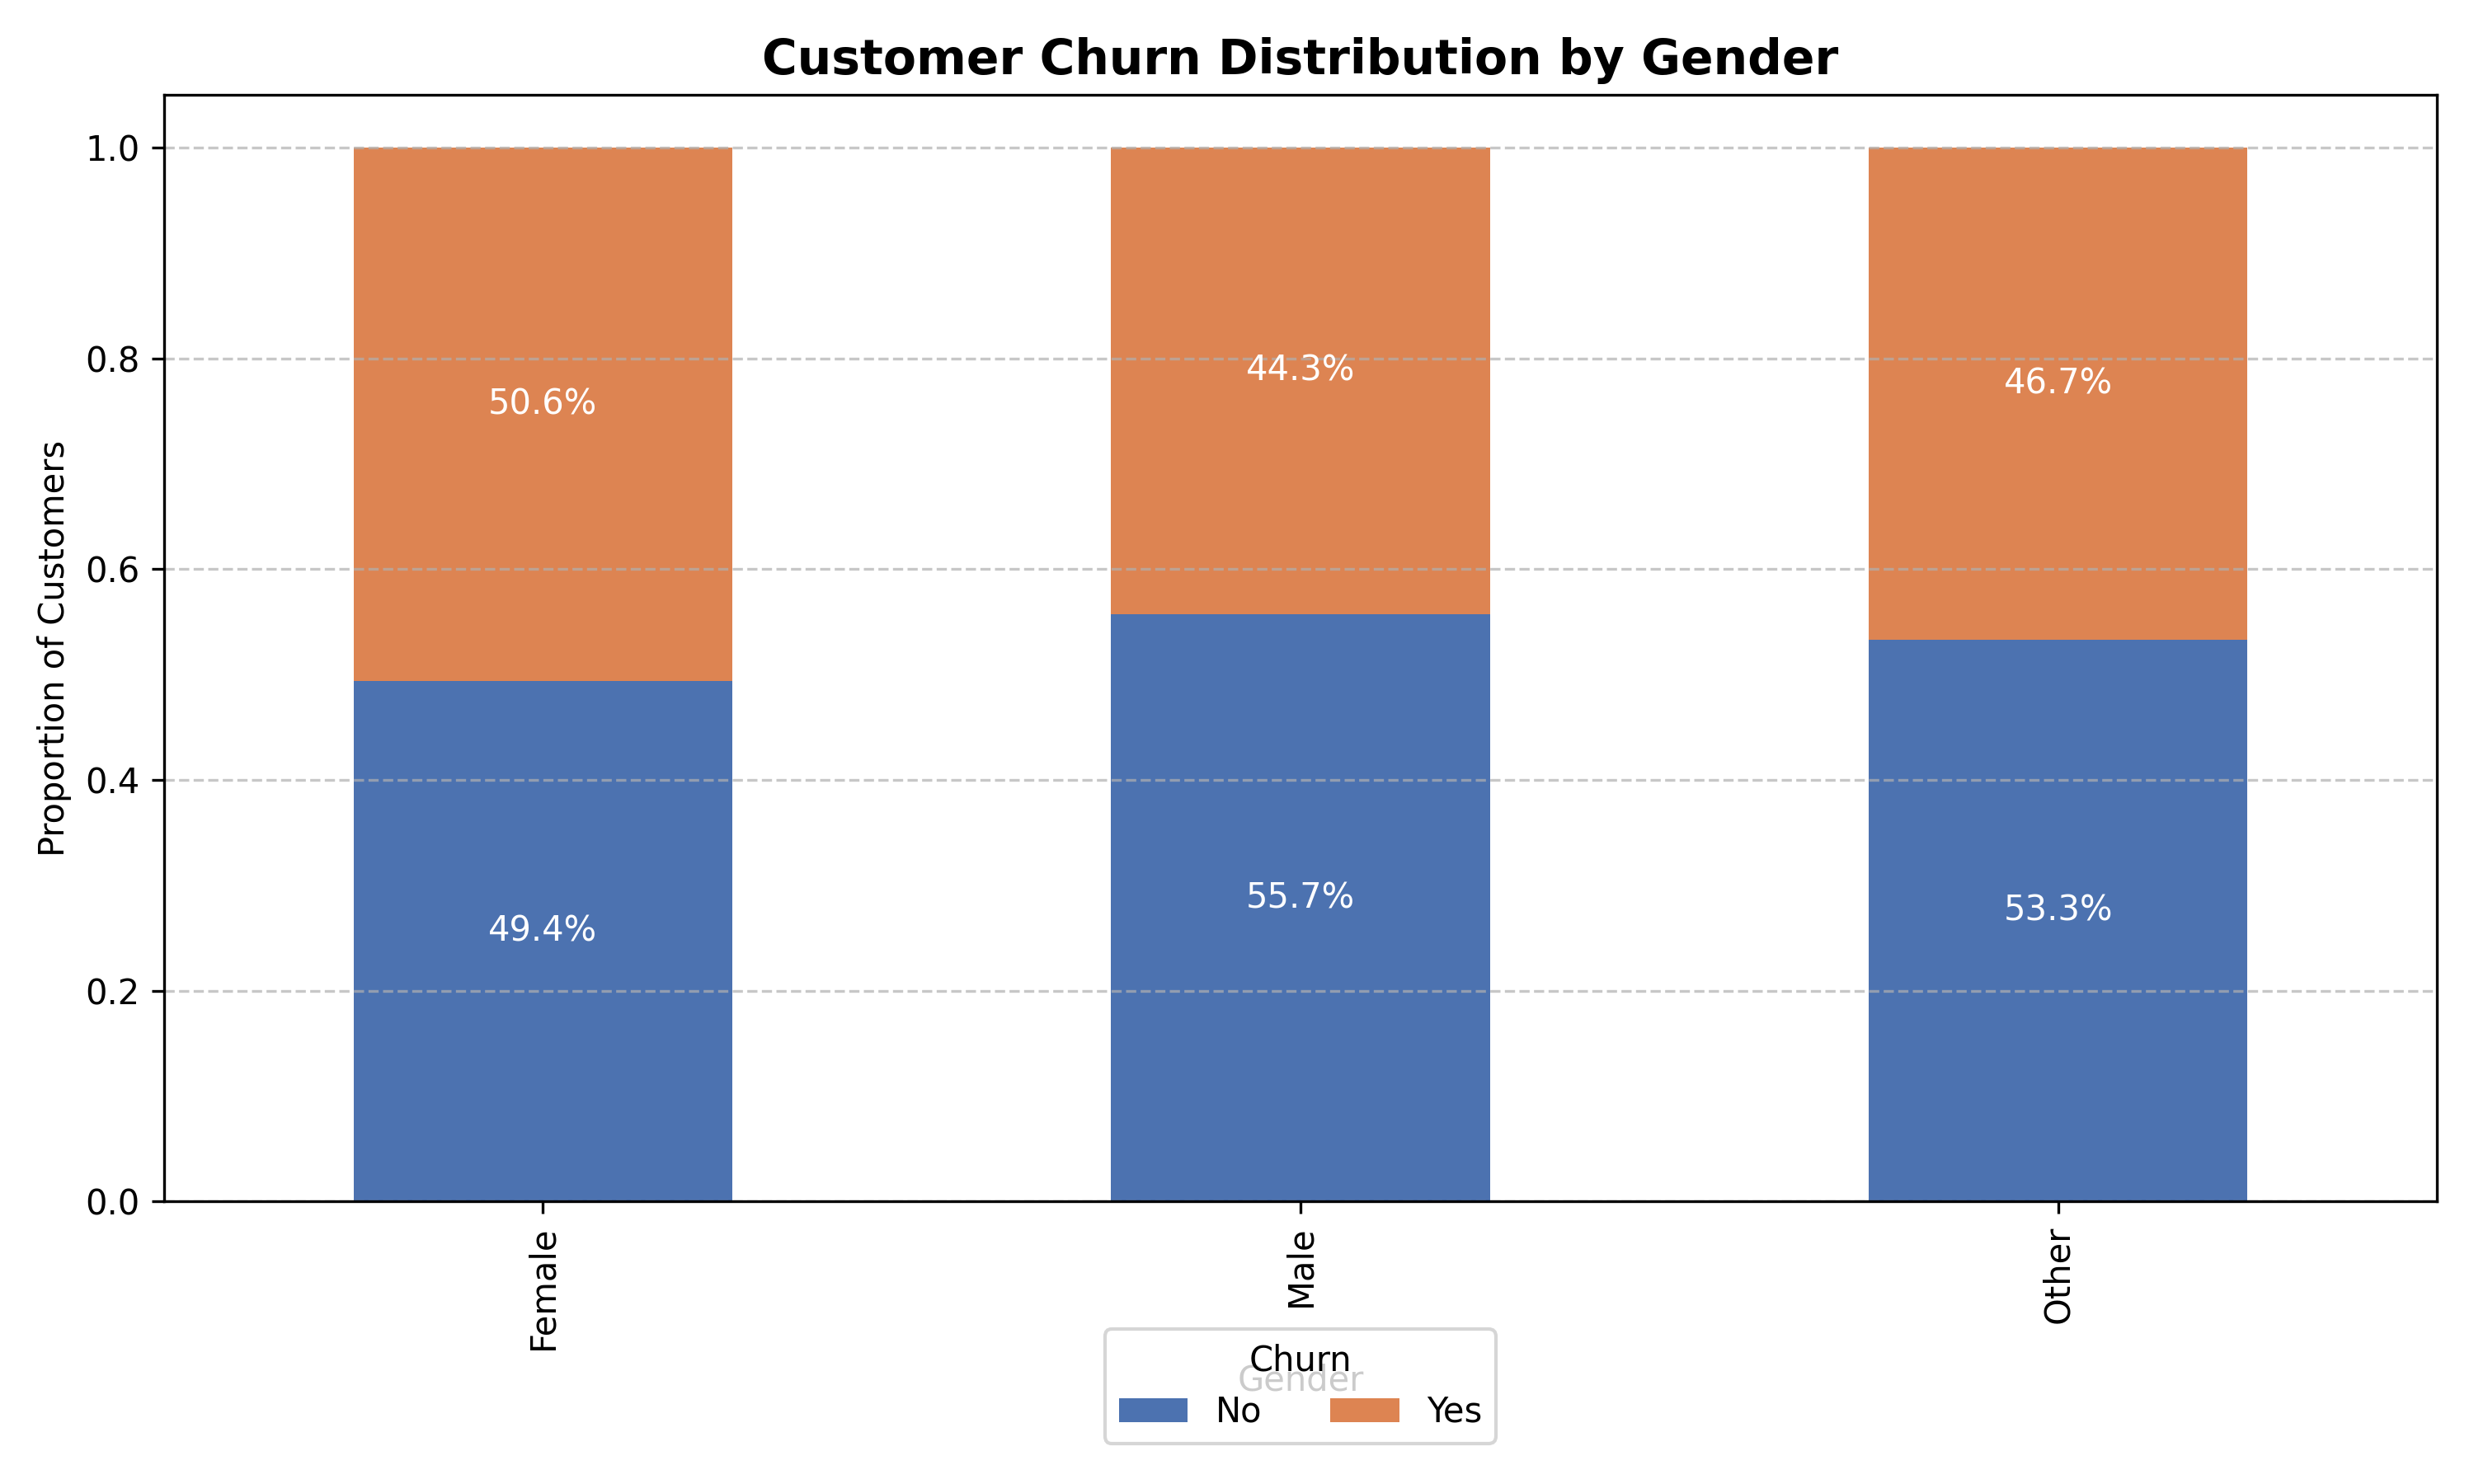 Customer Churn Distribution by Gender
Proportion of Customers
1.0
0.8
0.6
0.4
0.2
0.0
50.6%
44.3%
46.7%
49.4%
55.7%
53.3%
Female
Male
Other
Churn
Gender
No
Yes